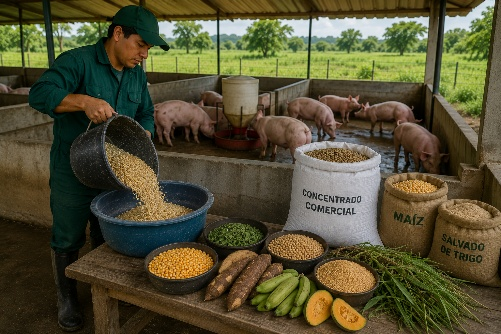 CONCENTRADO
COMERCIAL
MAÍZ
SALVADO
DE TRIGO